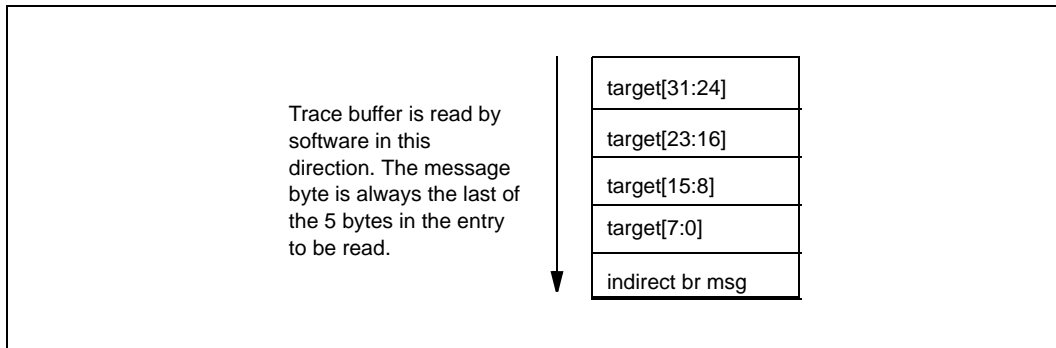 Trace buffer is read by
software in this
direction. The message
byte is always the last of
the 5 bytes in the entry
to be read.
target[31:24]
target[23:16]
target[15:8]
target[7:0]
indirect br msg